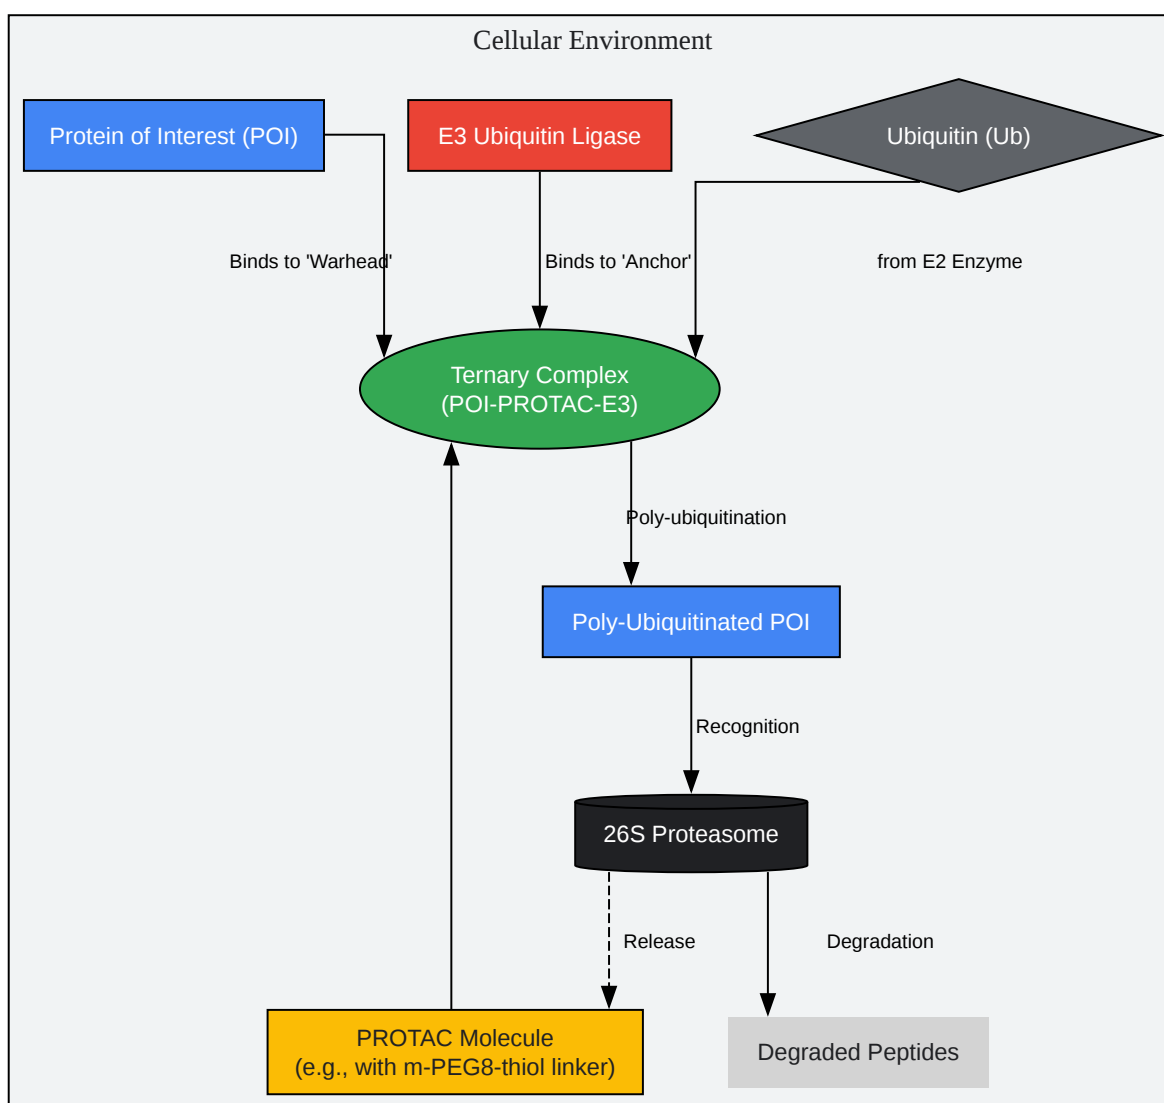 Cellular Environment
Protein of Interest (POI)
E3 Ubiquitin Ligase
Ubiquitin (Ub)
Binds to 'Warhead'
Binds to 'Anchor'
from E2 Enzyme
Ternary Complex
(POI-PROTAC-E3)
Poly-ubiquitination
Poly-Ubiquitinated POI
Recognition
26S Proteasome
Release
Degradation
PROTAC Molecule
(e.g., with m-PEG8-thiol linker)
Degraded Peptides